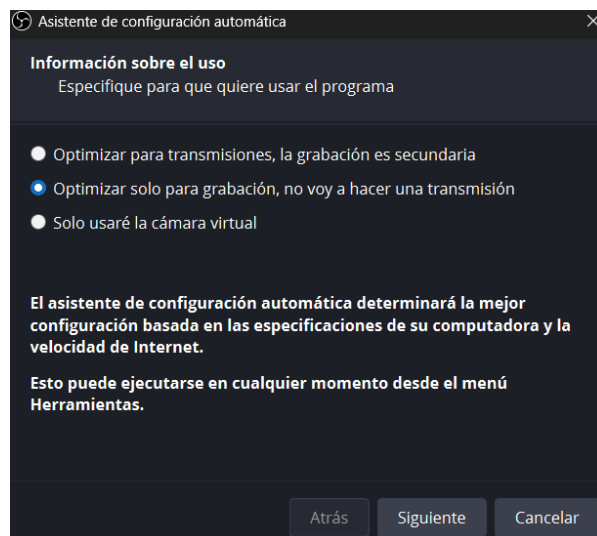 Asistente de configuración automática
Información sobre el uso
Especifique para que quiere usar el programa
Optimizar para transmisiones, la grabación es secundaria
Optimizar solo para grabación, no voy a hacer una transmisión
Solo usaré la cámara virtual
El asistente de configuración automática determinará la mejor
configuración basada en las especificaciones de su computadora y la
velocidad de Internet.
Esto puede ejecutarse en cualquier momento desde el menú
Herramientas.
Atrás Siguiente Cancelar